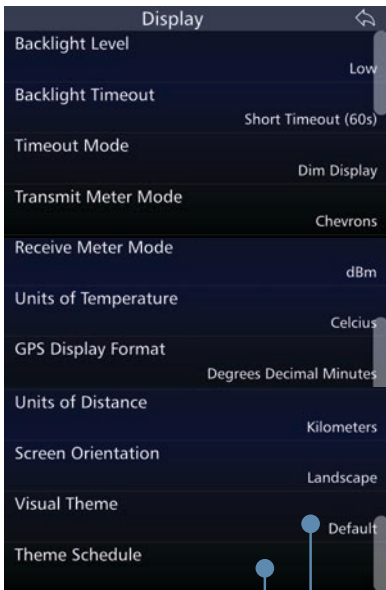 Display
Backlight Level
Low
Backlight Timeout
Short Timeout (60s)
Timeout Mode
Dim Display
Transmit Meter Mode
Chevrons
Receive Meter Mode
dBm
Units of Temperature
Celcius
GPS Display Format
Degrees Decimal Minutes
Units of Distance
Kilometers
Screen Orientation
Landscape
Visual Theme
Default
Theme Schedule